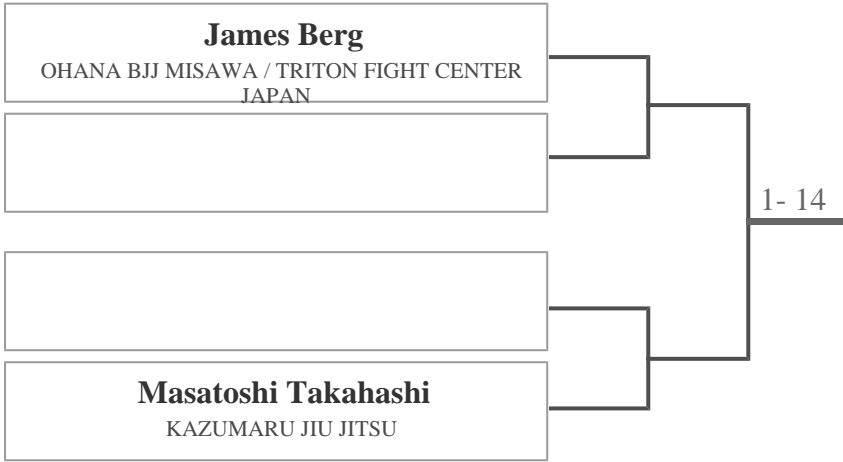 James Berg
OHANA BJJ MISAWA / TRITON FIGHT CENTER
JAPAN
1- 14
Masatoshi Takahashi
KAZUMARU JIU JITSU